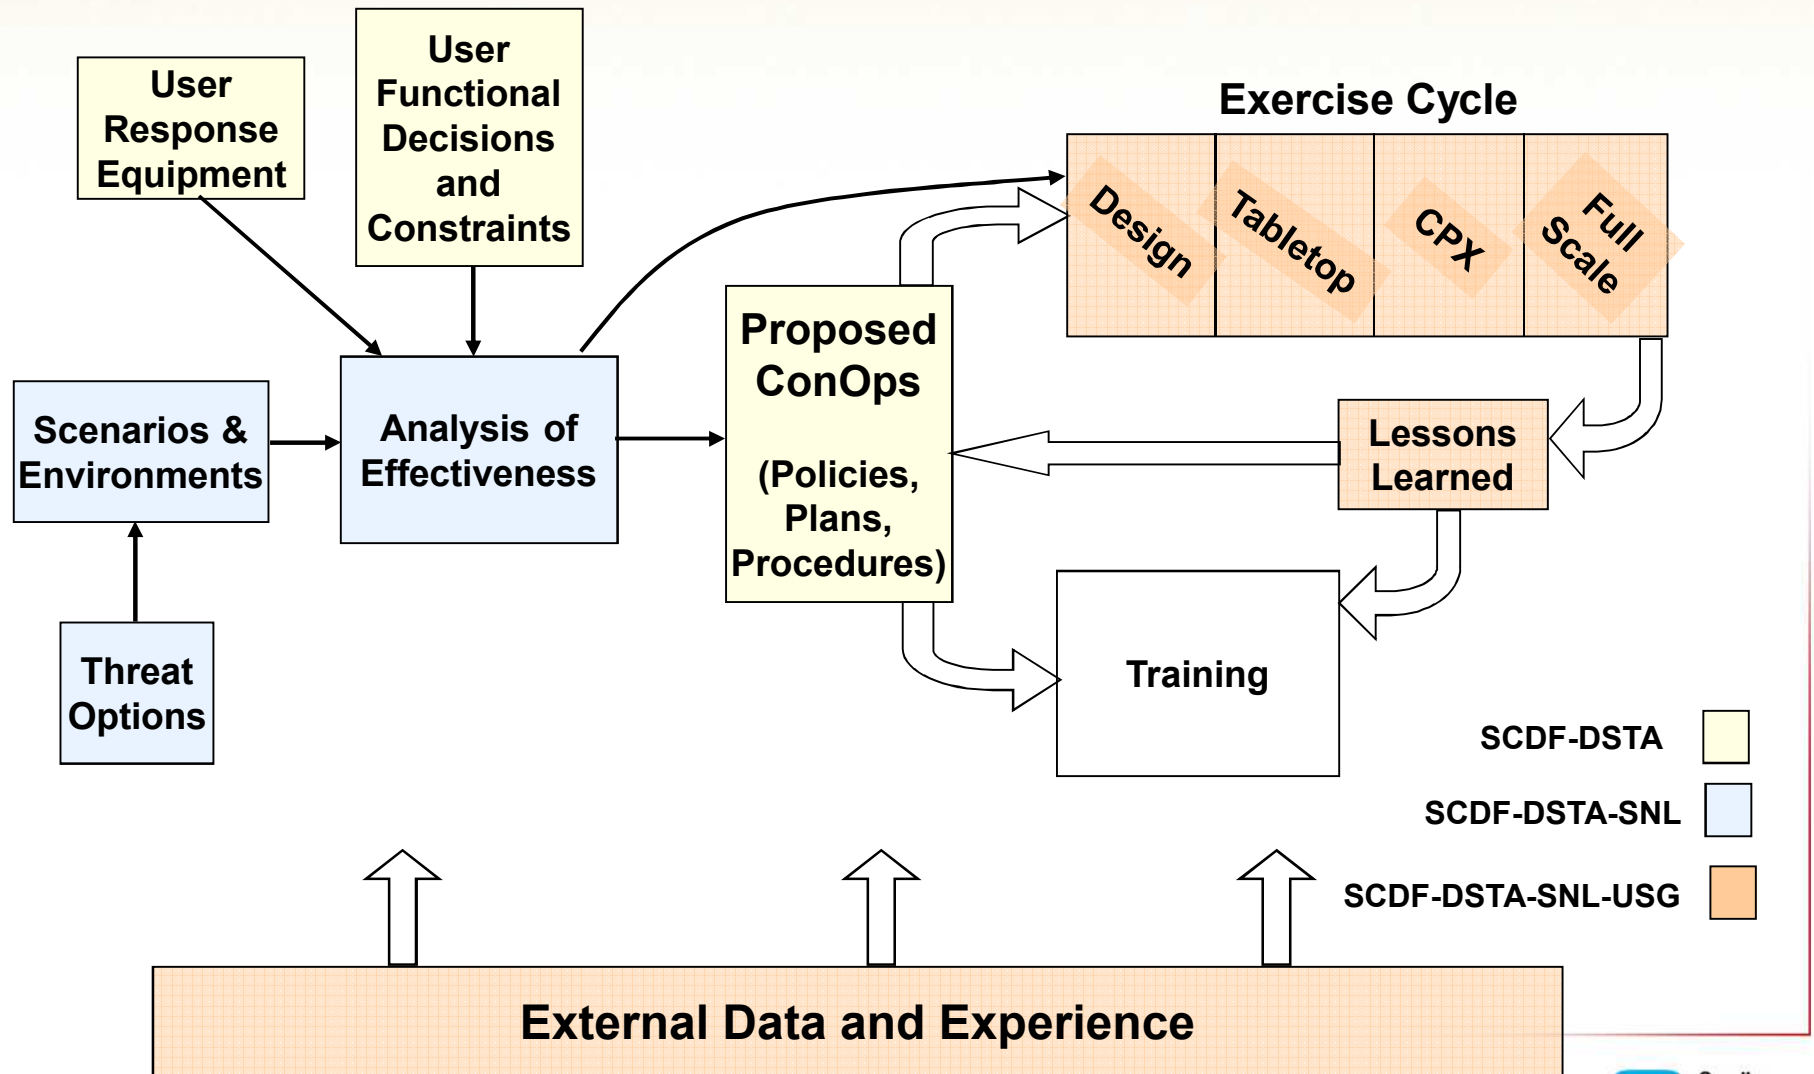 User
Response
Equipment
User
Functional
Decisions
and
Constraints
Exercise Cycle
Design
Tabletop
CPX
Full
Scale
Scenarios &
Environments
Analysis of
Effectiveness
Proposed
ConOps
(Policies,
Plans,
Procedures)
Lessons
Learned
Threat
Options
Training
SCDF-DSTA
SCDF-DSTA-SNL
SCDF-DSTA-SNL-USG
External Data and Experience